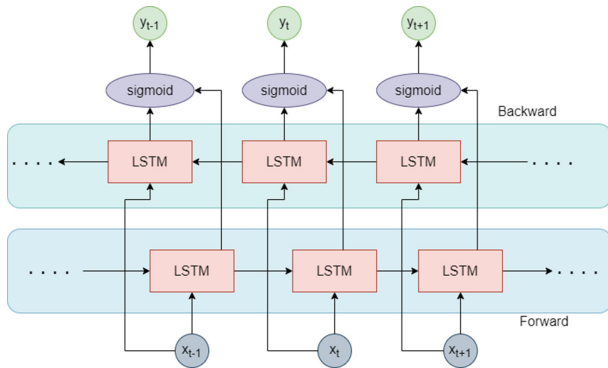 yt-1 yt yt+1
sigmoid sigmoid sigmoid
Backward
. . . . LSTM LSTM LSTM . . . .
. . . . LSTM LSTM LSTM . . . .
Forward
xt-1 xt xt+1